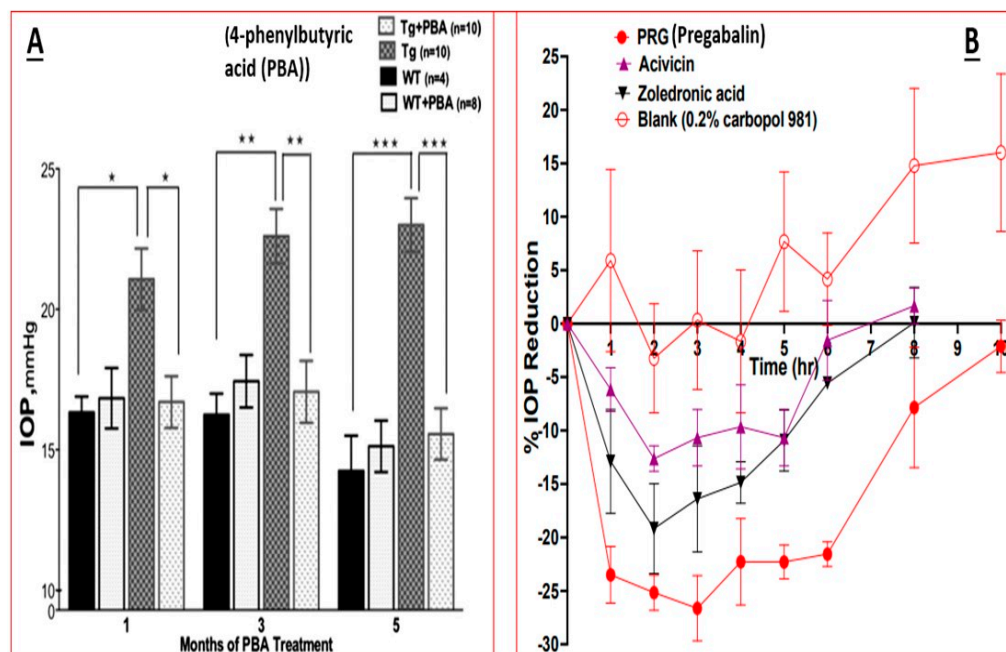 A
(4-phenylbutyric
acid (PBA))
Tg+PBA (n=10)
Tg (n=10)
WT (n=4)
WT+PBA (n=8)
* * ** ** *** ***
IOP,mmHg
25
20
15
10
0
1 3 5
Months of PBA Treatment
B
PRG (Pregabalin)
Acivicin
Zoledronic acid
Blank (0.2% carbopol 981)
% IOP Reduction
25
20
15
10
5
0
-5
-10
-15
-20
-25
-30
1 2 3 4 5 6 7 8 9 10
Time (hr)